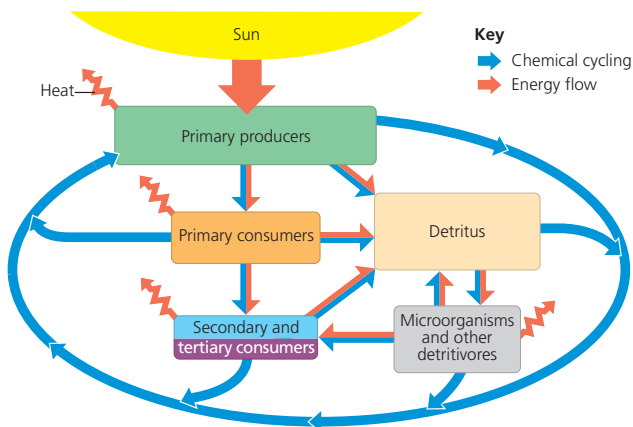 Sun
Key
Chemical cycling
Energy flow
Heat
Primary producers
Primary consumers
Detritus
Secondary and
tertiary consumers
Microorganisms
and other
detritivores